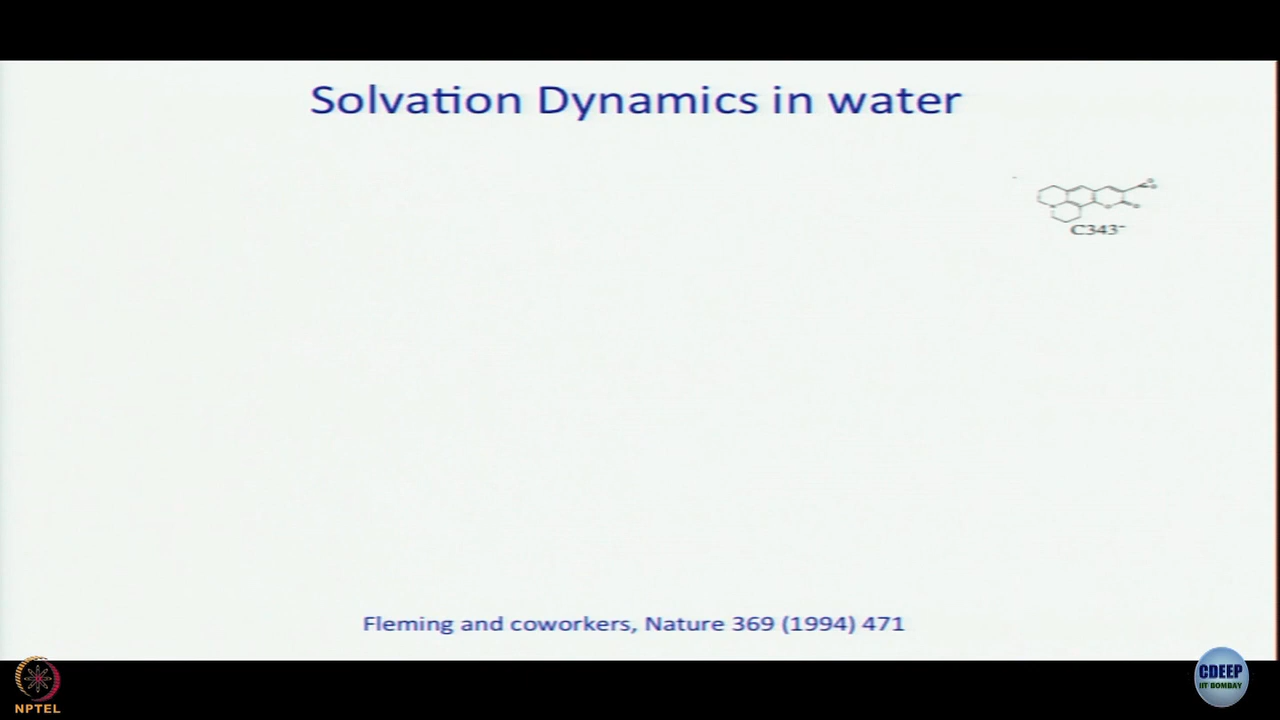 Solvation Dynamics in water
C343⁻
Fleming and coworkers, Nature 369 (1994) 471
NPTEL
CDEEP
IIT BOMBAY